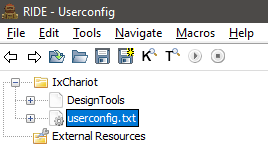 RIDE - Userconfig
File Edit Tools Navigate Macros Help
K T
IxChariot
DesignTools
userconfig.txt
External Resources